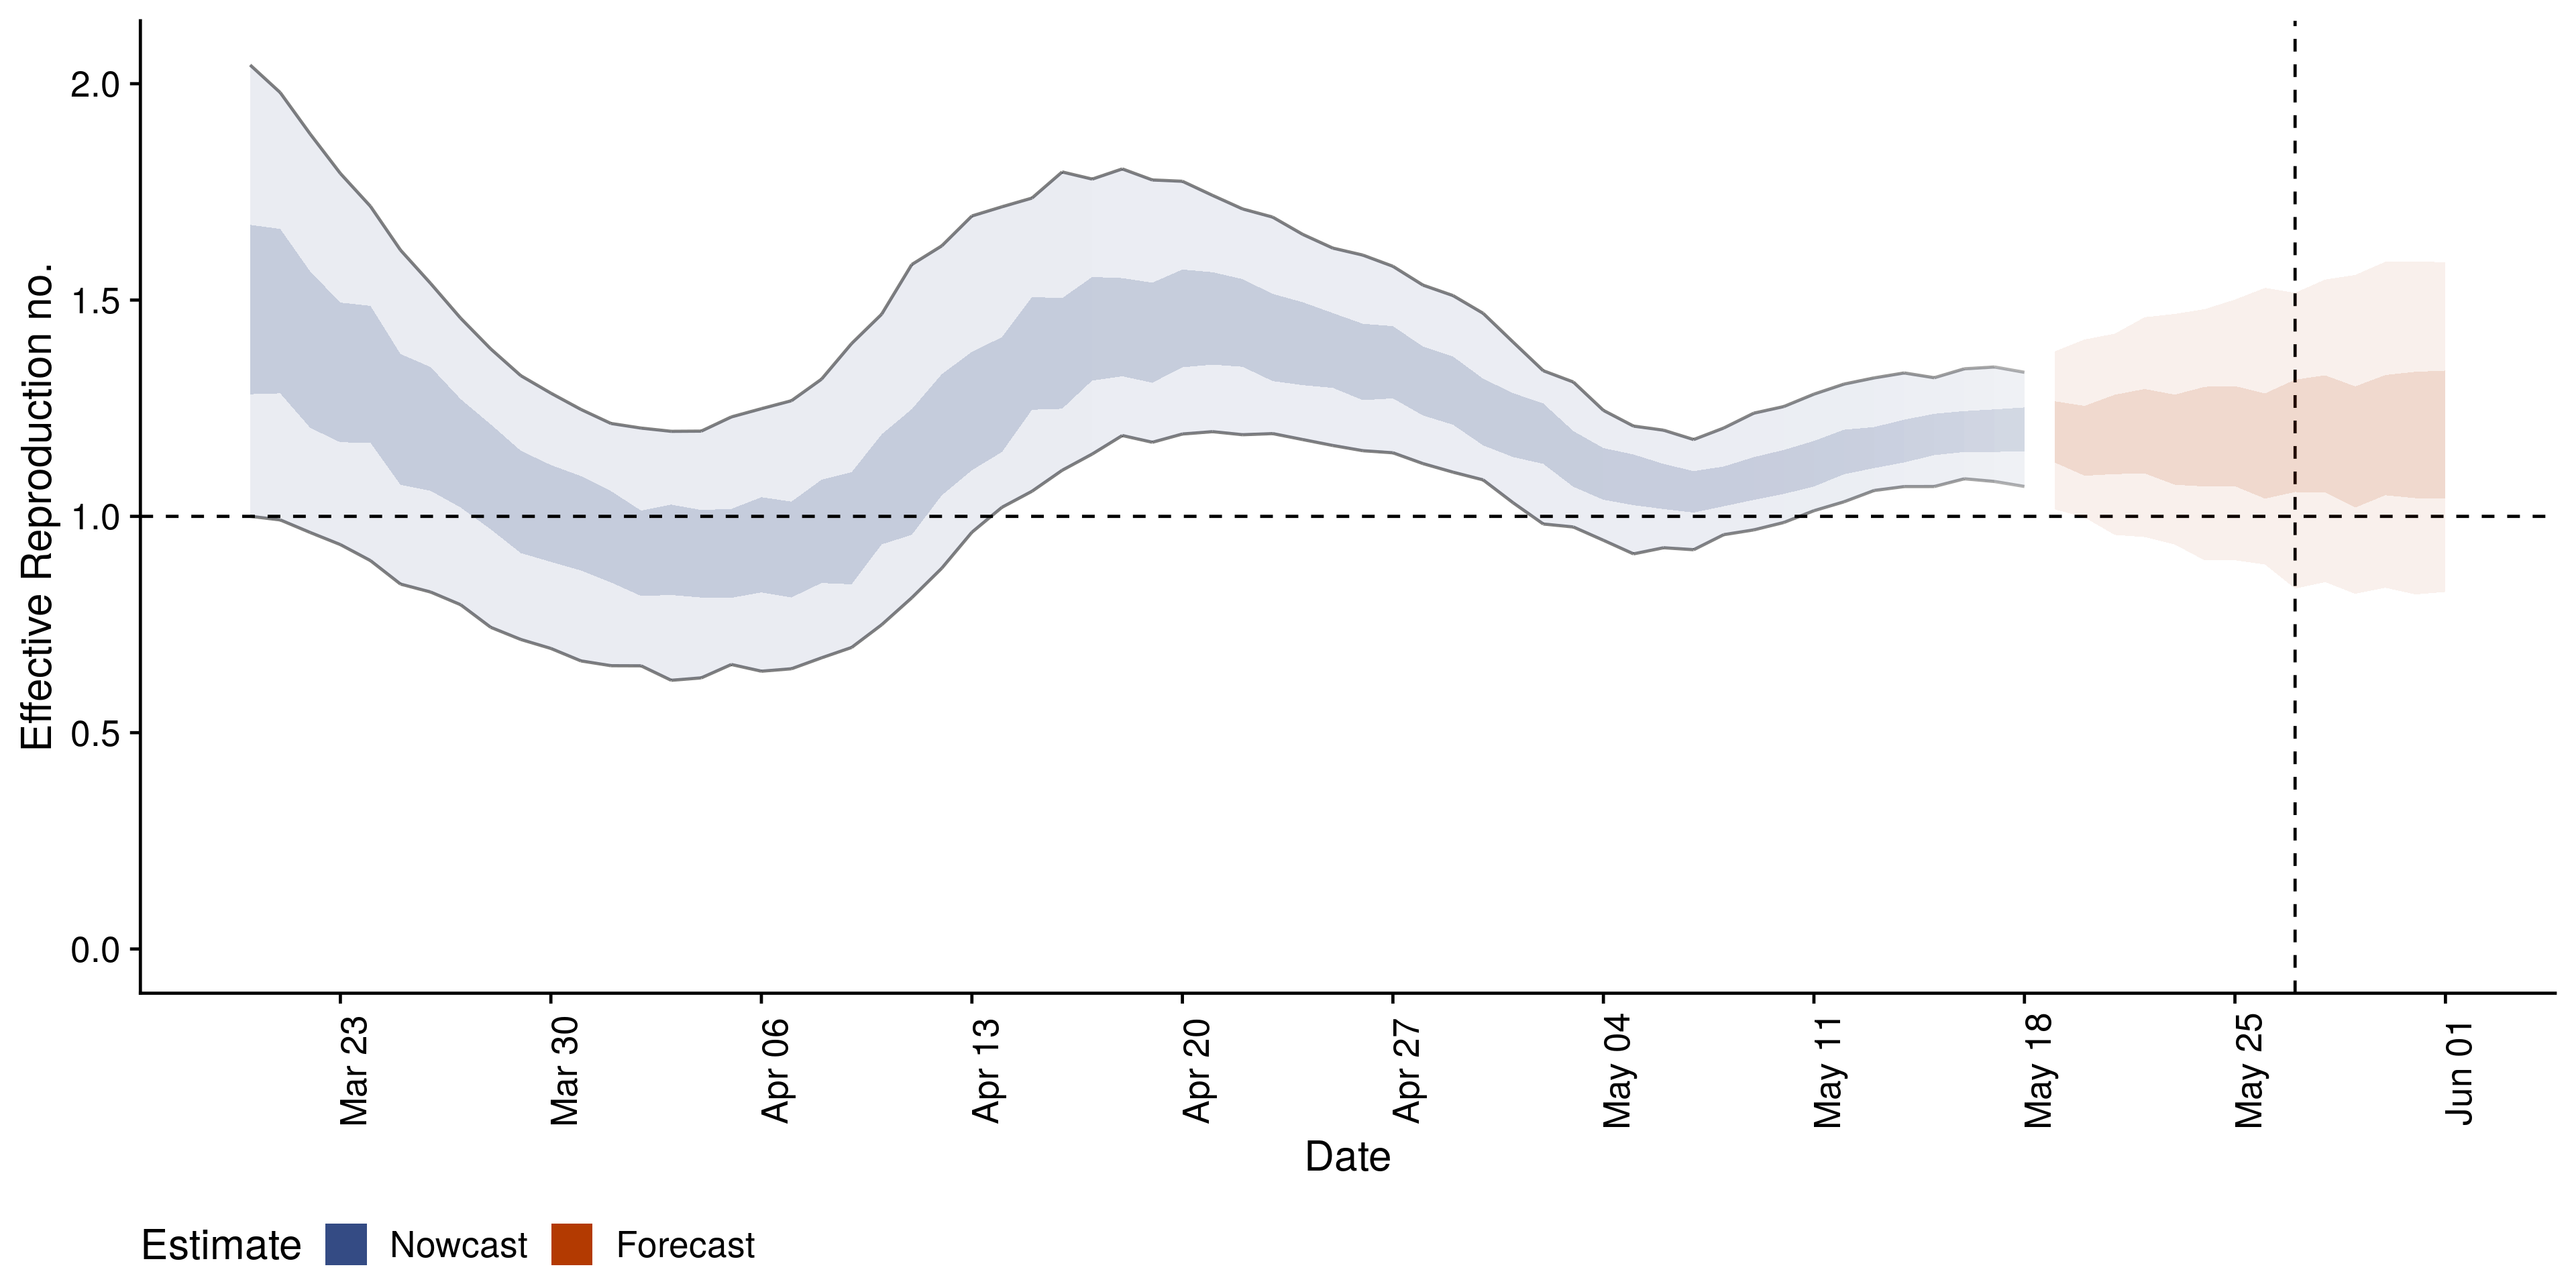 Effective Reproduction no.
2.0
1.5
1.0
0.5
0.0
Mar 23
Mar 30
Apr 06
Apr 13
Apr 20
Apr 27
May 04
May 11
May 18
May 25
Jun 01
Date
Estimate Nowcast Forecast